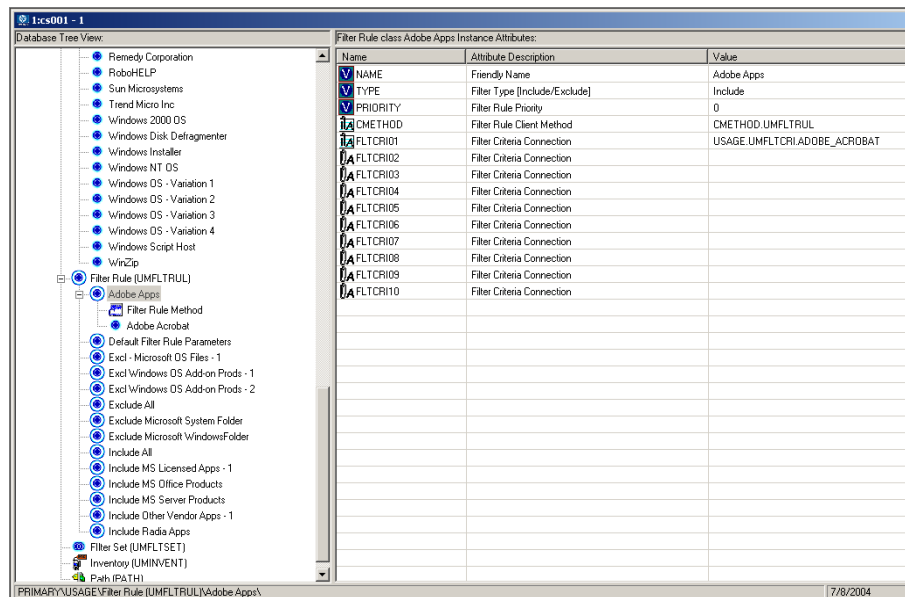 1:cs001 - 1
Database Tree View:
Remedy Corporation
RoboHELP
Sun Microsystems
Trend Micro Inc
Windows 2000 OS
Windows Disk Defragmenter
Windows Installer
Windows NT OS
Windows OS - Variation 1
Windows OS - Variation 2
Windows OS - Variation 3
Windows OS - Variation 4
Windows Script Host
WinZip
Filter Rule (UMFLTRUL)
Adobe Apps
Filter Rule Method
Adobe Acrobat
Default Filter Rule Parameters
Excl - Microsoft OS Files - 1
Excl Windows OS Add-on Prods - 1
Excl Windows OS Add-on Prods - 2
Exclude All
Exclude Microsoft System Folder
Exclude Microsoft WindowsFolder
Include All
Include MS Licensed Apps - 1
Include MS Office Products
Include MS Server Products
Include Other Vendor Apps - 1
Include Radia Apps
Filter Set (UMFLTSET)
Inventory (UMINVENT)
Path (PATH)
Filter Rule class Adobe Apps Instance Attributes:
Name Attribute Description Value
NAME Friendly Name Adobe Apps
TYPE Filter Type [Include/Exclude] Include
PRIORITY Filter Rule Priority 0
CMETHOD Filter Rule Client Method CMETHOD.UMFLTRUL
FLTCRI01 Filter Criteria Connection USAGE.UMFLTCRI.ADOBE_ACROBAT
FLTCRI02 Filter Criteria Connection
FLTCRI03 Filter Criteria Connection
FLTCRI04 Filter Criteria Connection
FLTCRI05 Filter Criteria Connection
FLTCRI06 Filter Criteria Connection
FLTCRI07 Filter Criteria Connection
FLTCRI08 Filter Criteria Connection
FLTCRI09 Filter Criteria Connection
FLTCRI10 Filter Criteria Connection
PRIMARY\USAGE\Filter Rule (UMFLTRUL)\Adobe Apps\ 7/8/2004